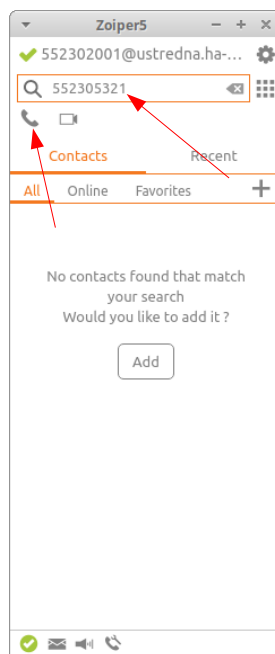 Zoiper5
552302001@ustredna.ha-...
552305321
Contacts Recent
All Online Favorites
No contacts found that match
your search
Would you like to add it ?
Add